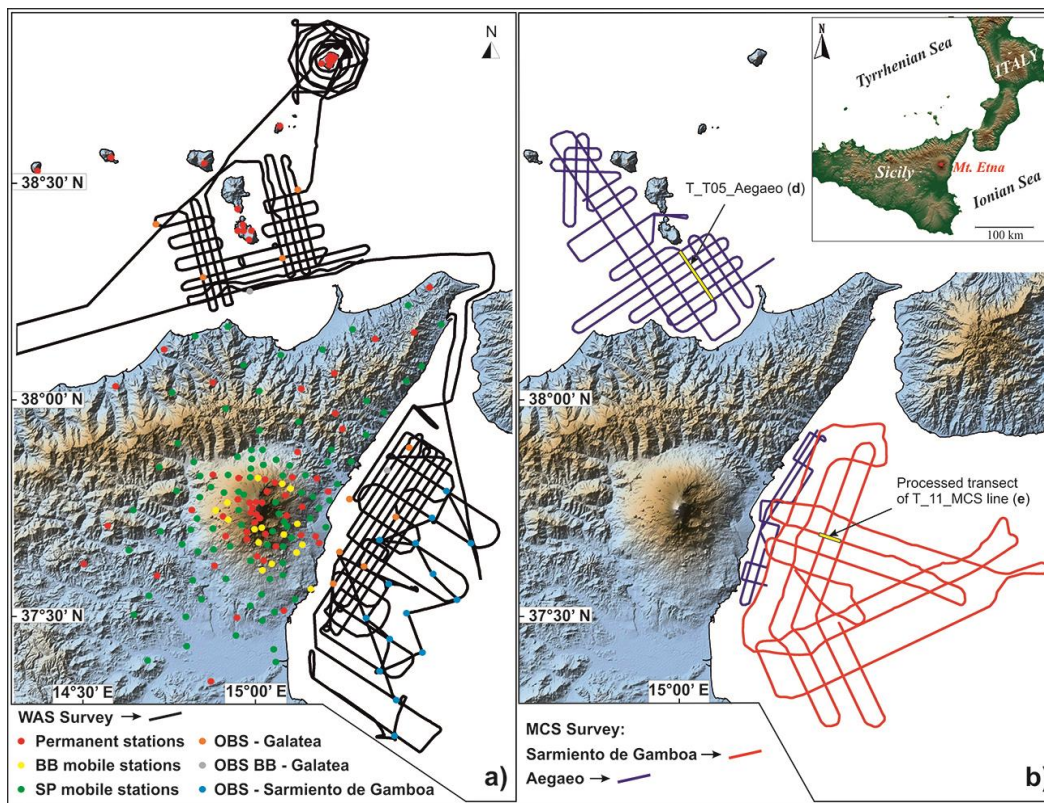 N
38°30' N
38°00' N
37°30' N
14°30' E
15°00' E
WAS Survey →
Permanent stations
BB mobile stations
SP mobile stations
OBS - Galatea
OBS BB - Galatea
OBS - Sarmiento de Gamboa
a)
N
Tyrrhenian Sea
ITALY
Sicily
Mt. Etna
Ionian Sea
100 km
T_T05_Aegaeo (d)
38°00' N
Processed transect
of T_11_MCS line (e)
37°30' N
15°00' E
MCS Survey:
Sarmiento de Gamboa →
Aegaeo →
b)